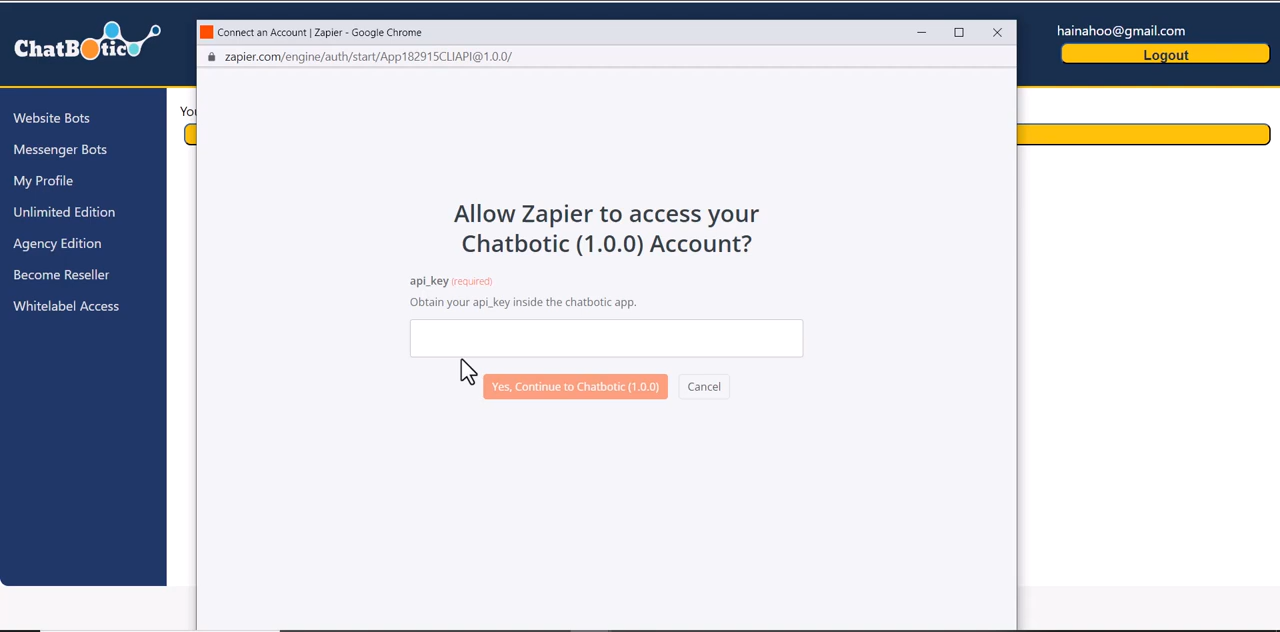 ChatBotic
Connect an Account | Zapier - Google Chrome
zapier.com/engine/auth/start/App182915CLIAPI@1.0.0/
hainahoo@gmail.com
Logout
Website Bots
Messenger Bots
My Profile
Unlimited Edition
Agency Edition
Become Reseller
Whitelabel Access
Allow Zapier to access your
Chatbotic (1.0.0) Account?
api_key (required)
Obtain your api_key inside the chatbotic app.
Yes, Continue to Chatbotic (1.0.0)
Cancel